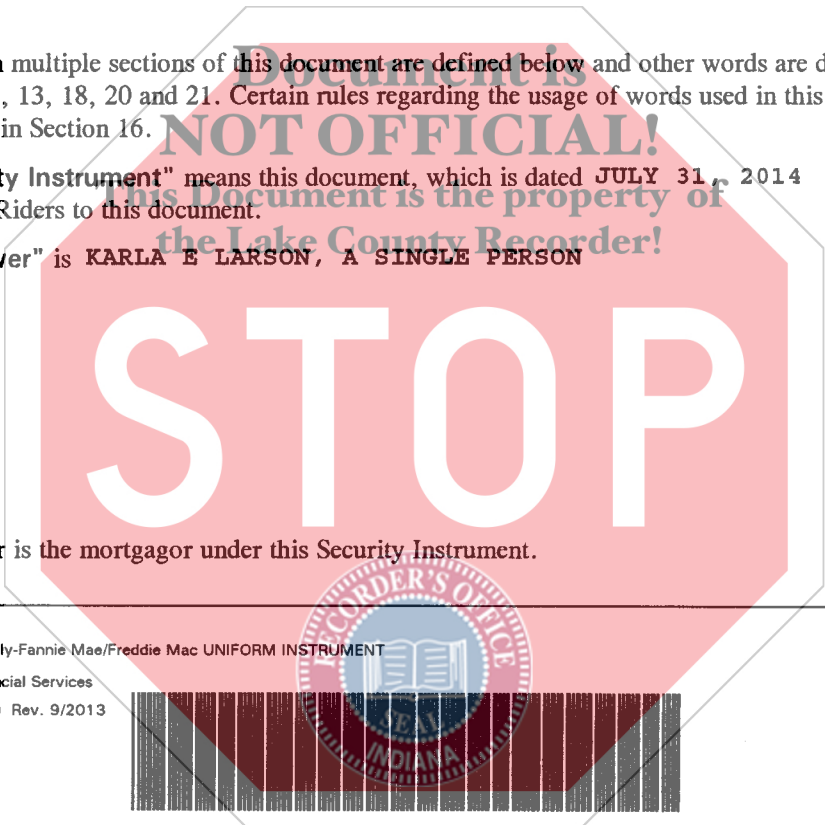 multiple sections of this document are defined below and other words are d
Document is
, 13, 18, 20 and 21. Certain rules regarding the usage of words used in this
in Section 16.
NOT OFFICIAL!
ty Instrument" means this document, which is dated JULY 31, 2014
This Document is the property of
Riders to this document.
the Lake County Recorder!
ver" is KARLA E LARSON, A SINGLE PERSON
STOP
r is the mortgagor under this Security Instrument.
RECORDER'S OFFICE
ly-Fannie Mae/Freddie Mac UNIFORM INSTRUMENT
cial Services
Rev. 9/2013
SEAL
INDIANA